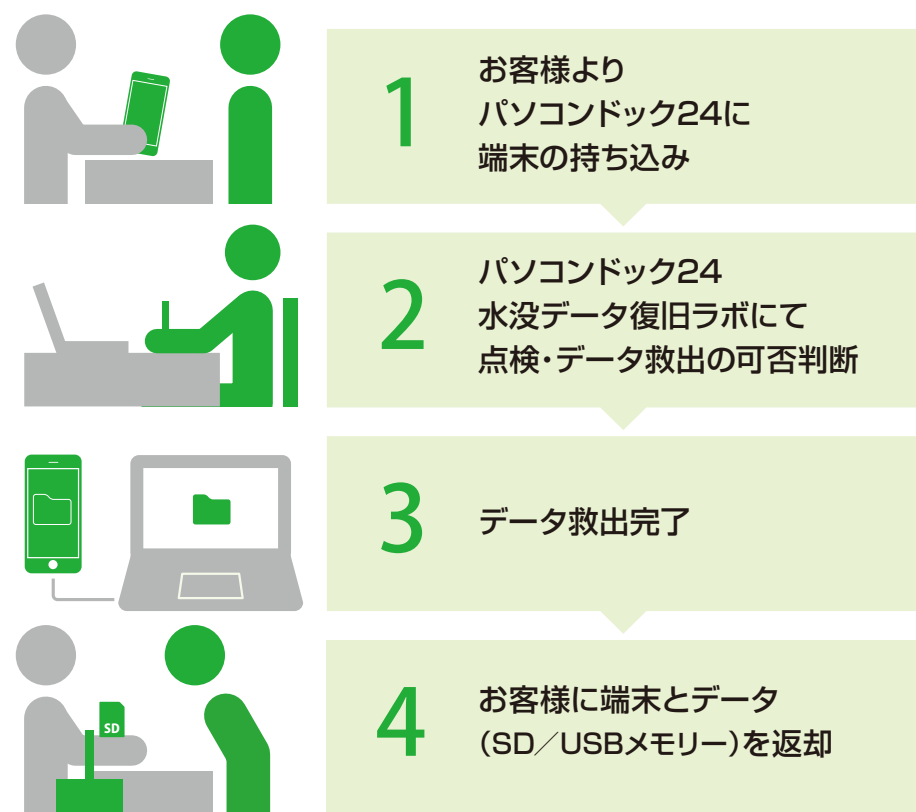 1
お客様より
パソコンドック24に
端末の持ち込み
2
パソコンドック24
水没データ復旧ラボにて
点検・データ救出の可否判断
3
データ救出完了
SD
4
お客様に端末とデータ
（SD／USBメモリー）を返却